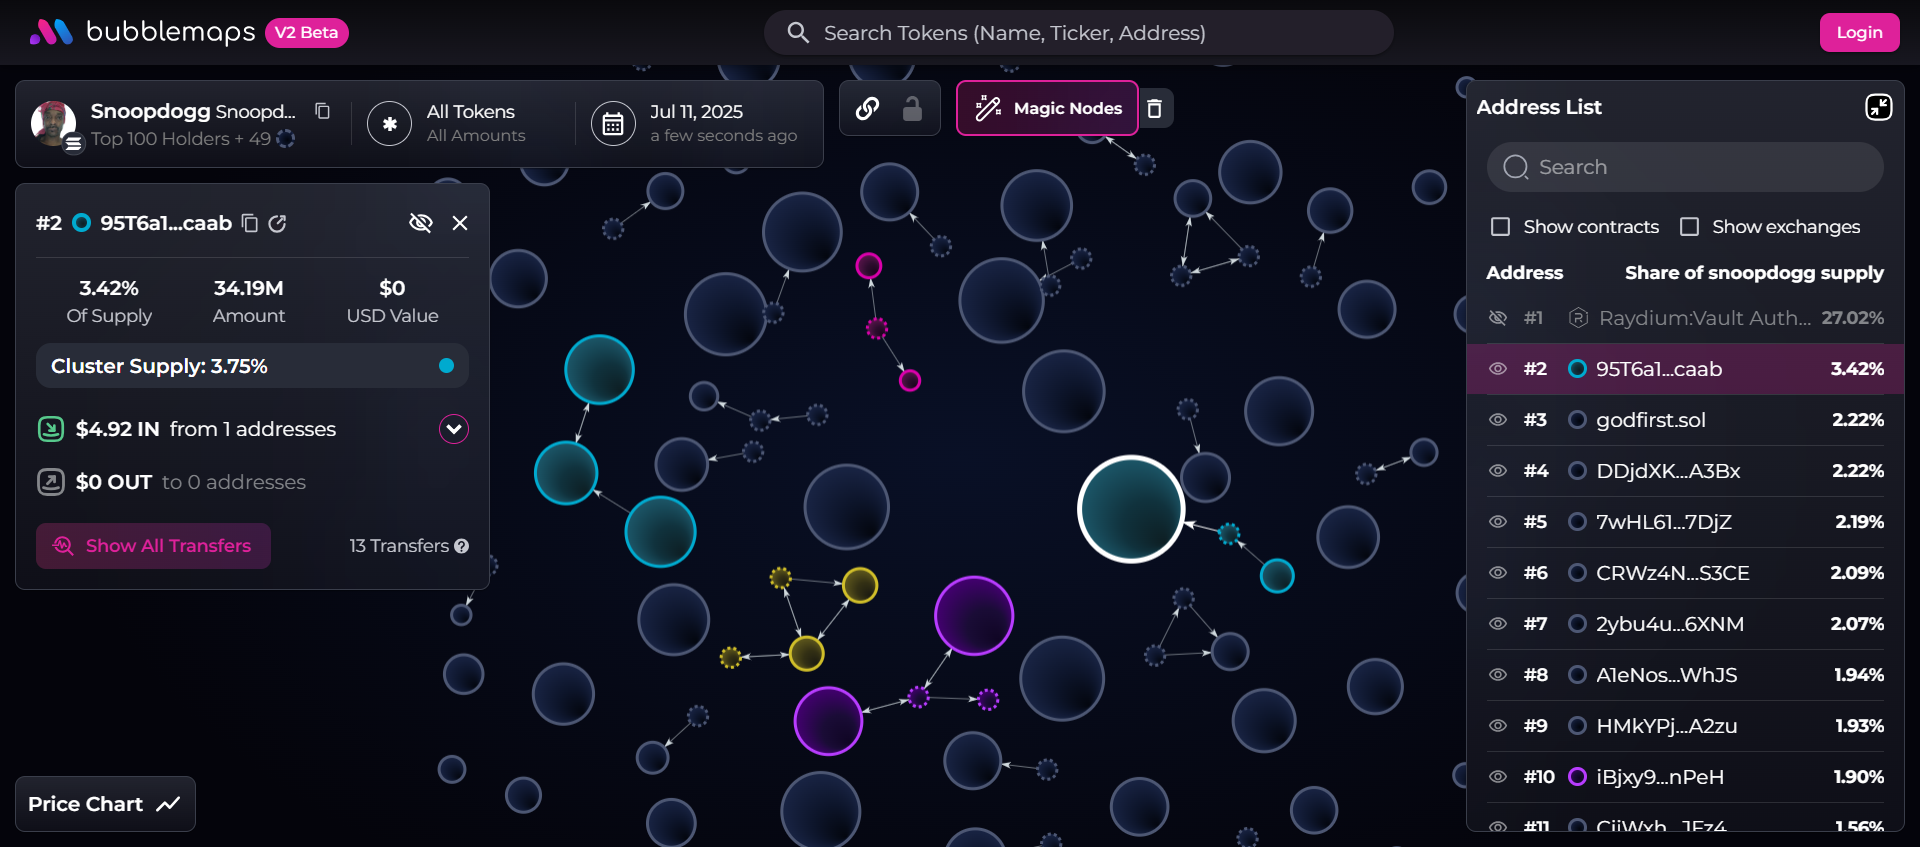 bubblemaps V2 Beta
Search Tokens (Name, Ticker, Address)
Login
Snoopdogg Snoopd...
Top 100 Holders + 49
All Tokens
All Amounts
Jul 11, 2025
a few seconds ago
Magic Nodes
#2 95T6a1...caab
3.42% 34.19M $0
Of Supply Amount USD Value
Cluster Supply: 3.75%
$4.92 IN from 1 addresses
$0 OUT to 0 addresses
Show All Transfers 13 Transfers ?
Price Chart
Address List
Search
Show contracts Show exchanges
Address Share of snoopdogg supply
#1 Raydium:Vault Auth... 27.02%
#2 95T6a1...caab 3.42%
#3 godfirst.sol 2.22%
#4 DDjdXK...A3Bx 2.22%
#5 7wHL61...7DjZ 2.19%
#6 CRWz4N...S3CE 2.09%
#7 2ybu4u...6XNM 2.07%
#8 A1eNos...WhJS 1.94%
#9 HMkYPj...A2zu 1.93%
#10 iBjxy9...nPeH 1.90%
#11 1.56%